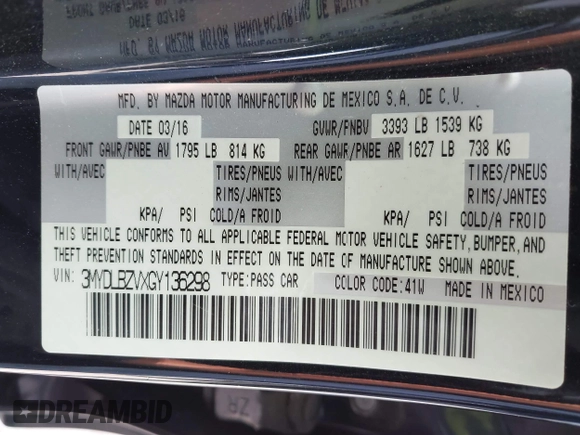 MFD. BY MAZDA MOTOR MANUFACTURING DE MEXICO S.A. DE C.V.
DATE 03/16 GVWR/PNBV 3393 LB 1539 KG
FRONT GAWR/PNBE AV 1795 LB 814 KG REAR GAWR/PNBE AR 1627 LB 738 KG
WITH/AVEC TIRES/PNEUS WITH/AVEC TIRES/PNEUS
RIMS/JANTES RIMS/JANTES
KPA/ PSI COLD/A FROID KPA/ PSI COLD/A FROID
THIS VEHICLE CONFORMS TO ALL APPLICABLE FEDERAL MOTOR VEHICLE SAFETY, BUMPER, AND
THEFT PREVENTION STANDARDS IN EFFECT ON THE DATE OF MANUFACTURE SHOWN ABOVE.
VIN: 3MYDLBZVXGY136298 TYPE: PASS CAR COLOR CODE: 41W MADE IN MEXICO
DREAMBID
ZR